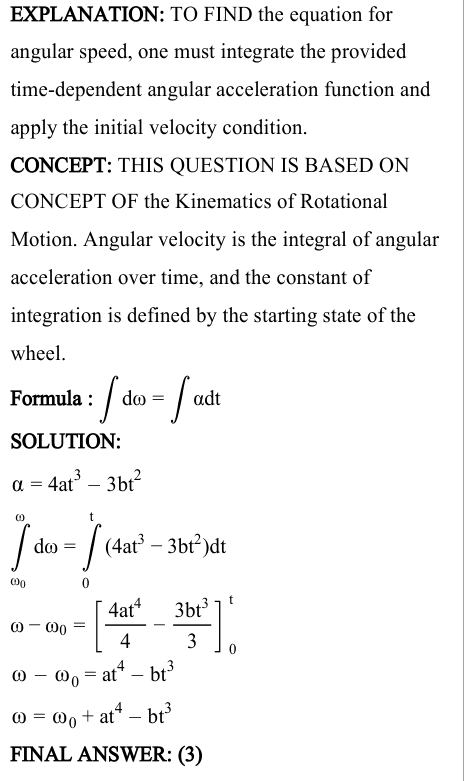 EXPLANATION: TO FIND the equation for
angular speed, one must integrate the provided
time-dependent angular acceleration function and
apply the initial velocity condition.
CONCEPT: THIS QUESTION IS BASED ON
CONCEPT OF the Kinematics of Rotational
Motion. Angular velocity is the integral of angular
acceleration over time, and the constant of
integration is defined by the starting state of the
wheel.
Formula : ∫ dω = ∫ αdt
SOLUTION:
α = 4at³ – 3bt²
∫_{ω₀}^{ω} dω = ∫_{0}^{t} (4at³ – 3bt²)dt
ω – ω₀ = [ 4at⁴/4 – 3bt³/3 ]_{0}^{t}
ω – ω₀ = at⁴ – bt³
ω = ω₀ + at⁴ – bt³
FINAL ANSWER: (3)